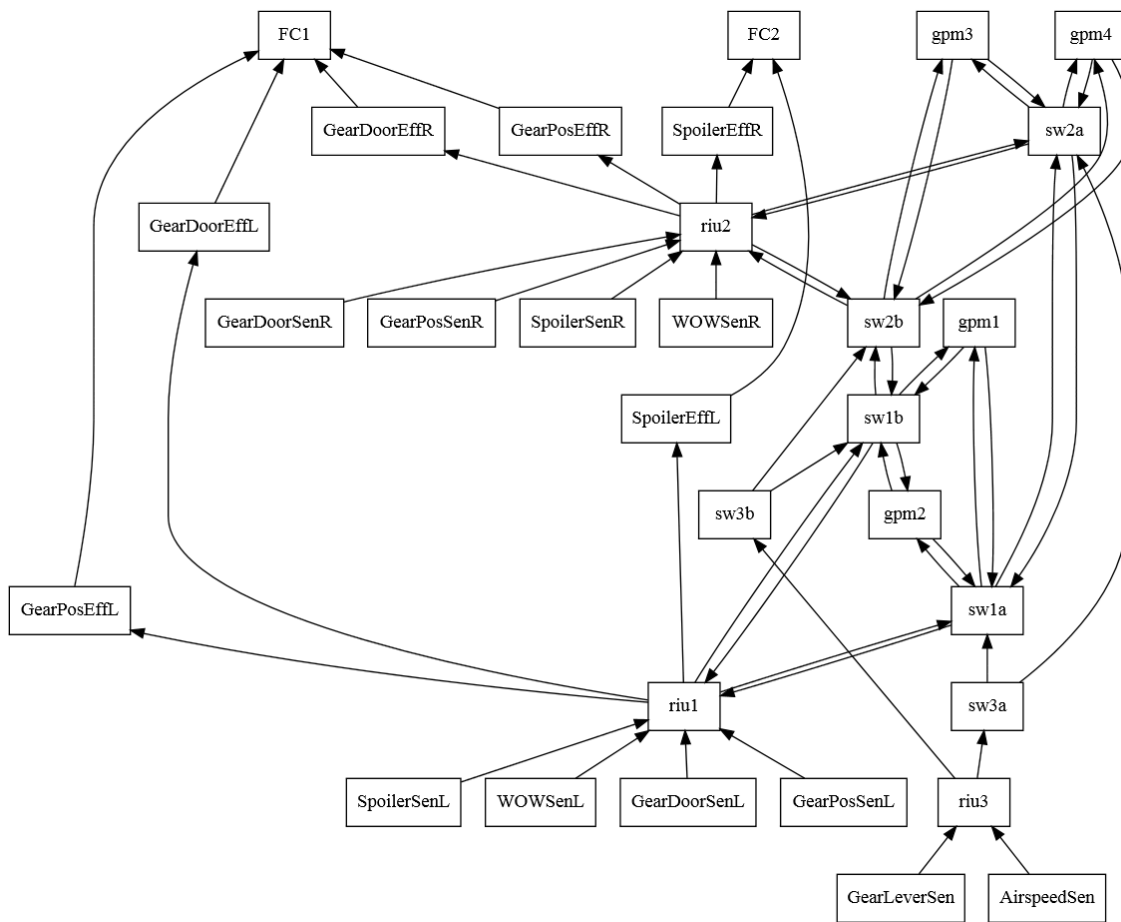 FC1
FC2
gpm3
gpm4
GearDoorEffR
GearPosEffR
SpoilerEffR
sw2a
GearDoorEffL
riu2
GearDoorSenR
GearPosSenR
SpoilerSenR
WOWSenR
sw2b
gpm1
SpoilerEffL
sw1b
sw3b
gpm2
GearPosEffL
sw1a
riu1
sw3a
SpoilerSenL
WOWSenL
GearDoorSenL
GearPosSenL
riu3
GearLeverSen
AirspeedSen